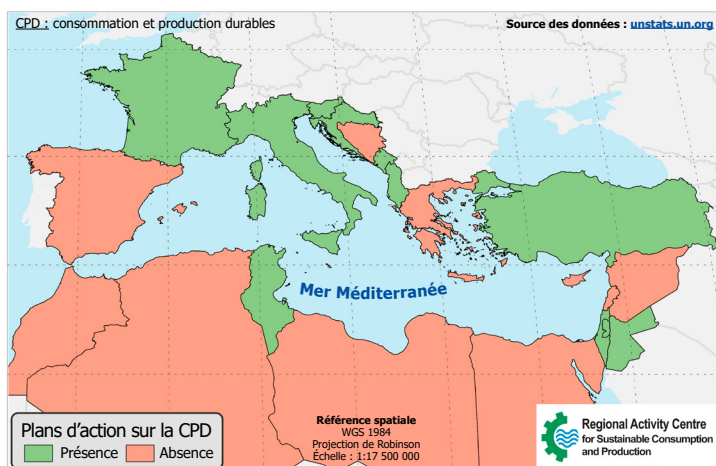 CPD : consommation et production durables
Source des données : unstats.un.org
Mer Méditerranée
Plans d'action sur la CPD
Présence
Absence
Référence spatiale
WGS 1984
Projection de Robinson
Échelle : 1:17 500 000
Regional Activity Centre
for Sustainable Consumption
and Production